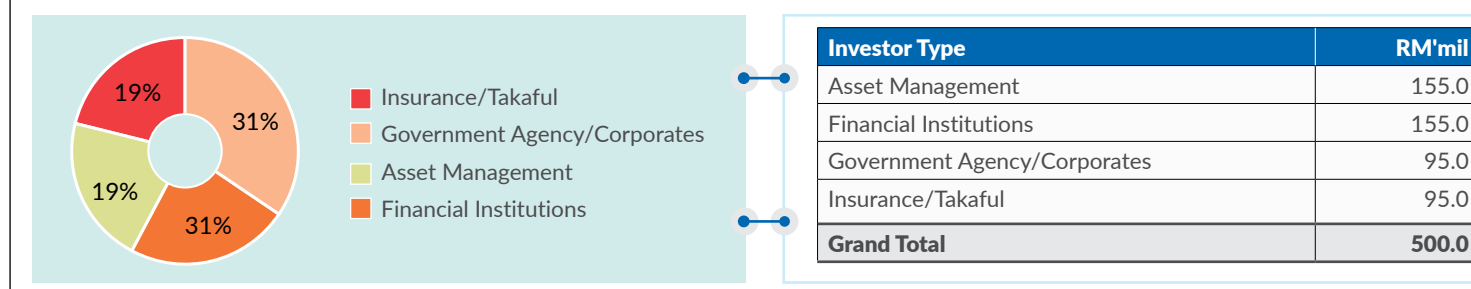 19%
31%
19%
31%
Insurance/Takaful
Government Agency/Corporates
Asset Management
Financial Institutions
Investor Type RM'mil
Asset Management 155.0
Financial Institutions 155.0
Government Agency/Corporates 95.0
Insurance/Takaful 95.0
Grand Total 500.0